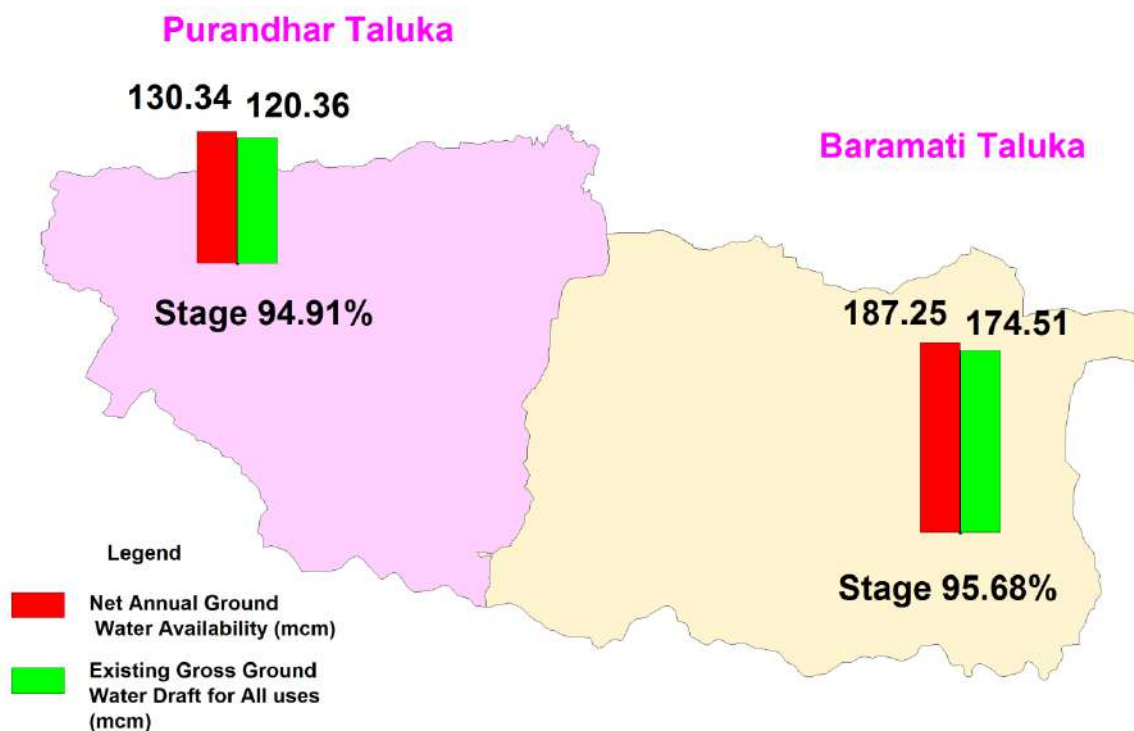 Purandhar Taluka
130.34 120.36
Baramati Taluka
Stage 94.91%
187.25 174.51
Stage 95.68%
Legend
Net Annual Ground
Water Availability (mcm)
Existing Gross Ground
Water Draft for All uses
(mcm)